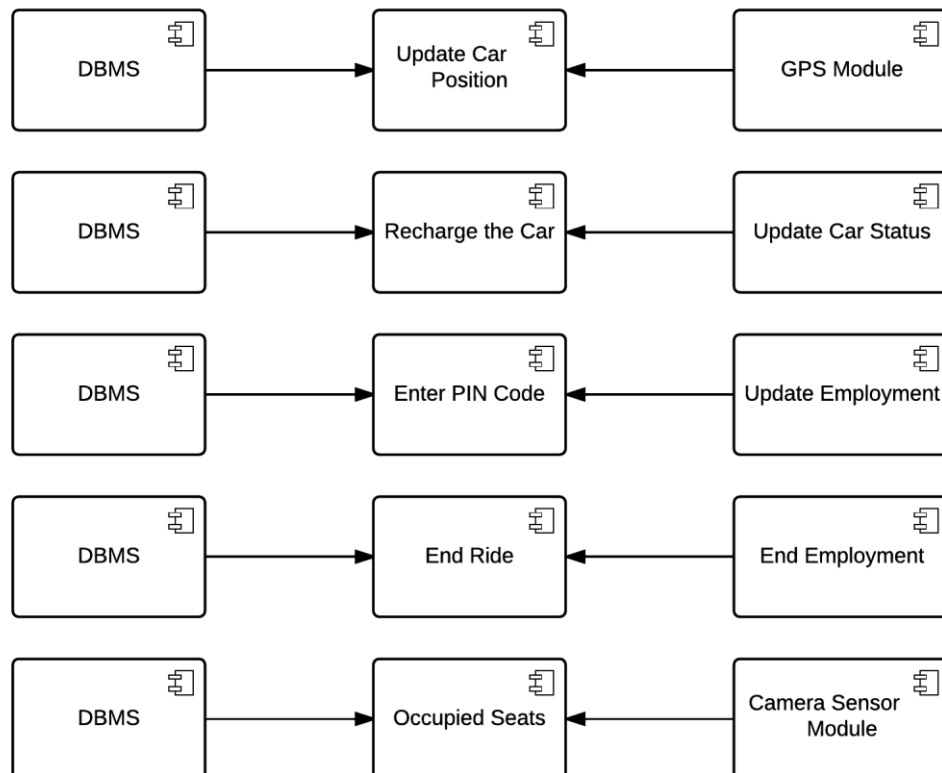 DBMS
Update Car
Position
GPS Module
DBMS
Recharge the Car
Update Car Status
DBMS
Enter PIN Code
Update Employment
DBMS
End Ride
End Employment
DBMS
Occupied Seats
Camera Sensor
Module